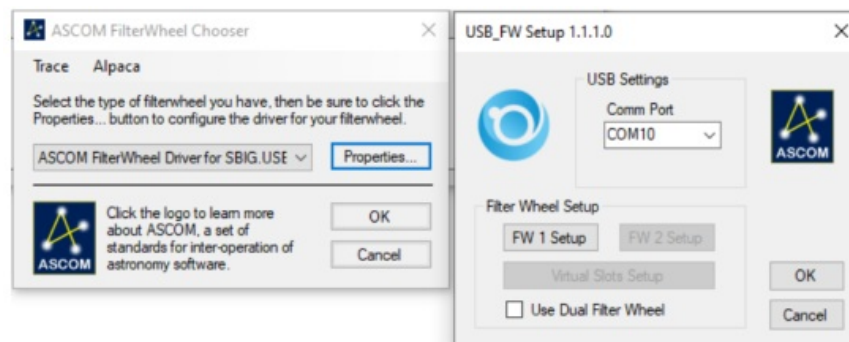 ASCOM FilterWheel Chooser
Trace Alpaca
Select the type of filterwheel you have, then be sure to click the
Properties... button to configure the driver for your filterwheel.
ASCOM FilterWheel Driver for SBIG.USE
Properties...
ASCOM
Click the logo to learn more
about ASCOM, a set of
standards for inter-operation of
astronomy software.
OK
Cancel
USB_FW Setup 1.1.1.0
USB Settings
Comm Port
COM10
ASCOM
Filter Wheel Setup
FW 1 Setup
FW 2 Setup
Virtual Slots Setup
Use Dual Filter Wheel
OK
Cancel